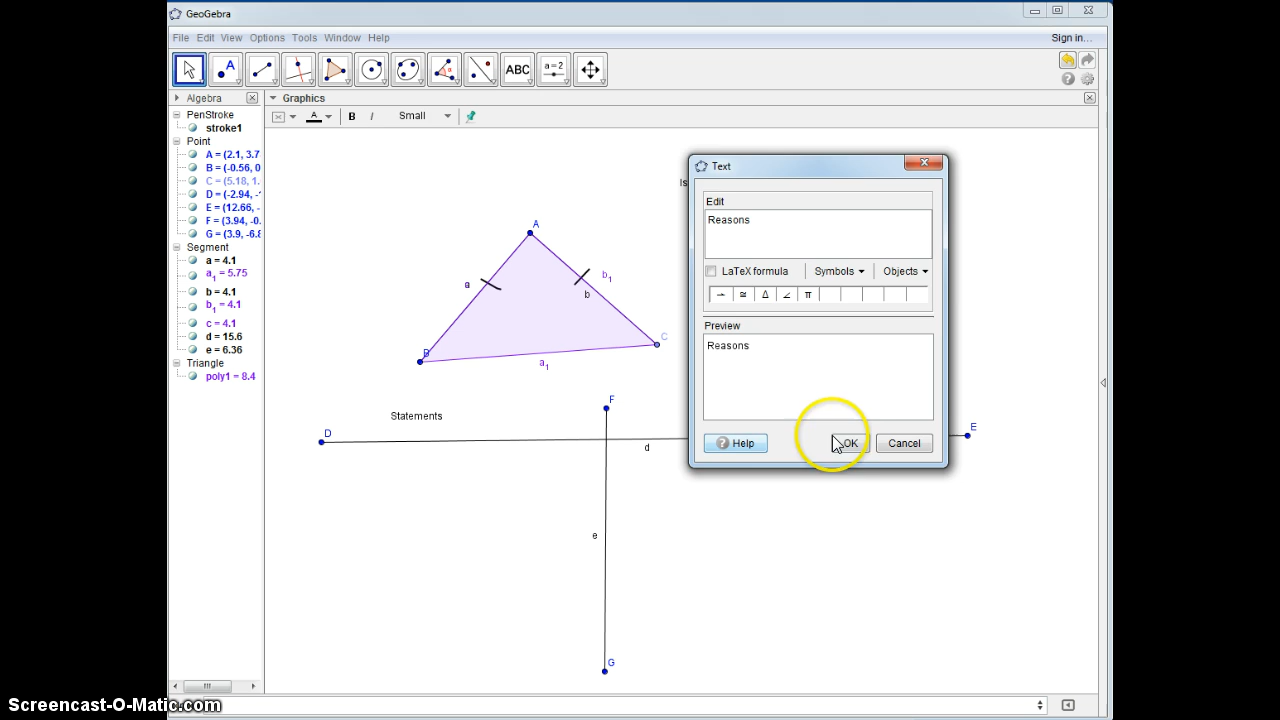 GeoGebra
File Edit View Options Tools Window Help
Sign in...
A
α
ABC
a = 2
Algebra
Graphics
A
B
I
Small
PenStroke
stroke1
Point
A = (2.1, 3.7
B = (-0.56, 0
C = (5.18, 1.
D = (-2.94, -
E = (12.66, -
F = (3.94, -0.
G = (3.9, -6.8
Segment
a = 4.1
a1 = 5.75
b = 4.1
b1 = 4.1
c = 4.1
d = 15.6
e = 6.36
Triangle
poly1 = 8.4
Is
A
b1
b
B
C
a1
Statements
F
D
d
E
e
G
Text
Edit
Reasons
LaTeX formula Symbols Objects
≅ Δ ∠ π
Preview
Reasons
Help OK Cancel
Screencast-O-Matic.com